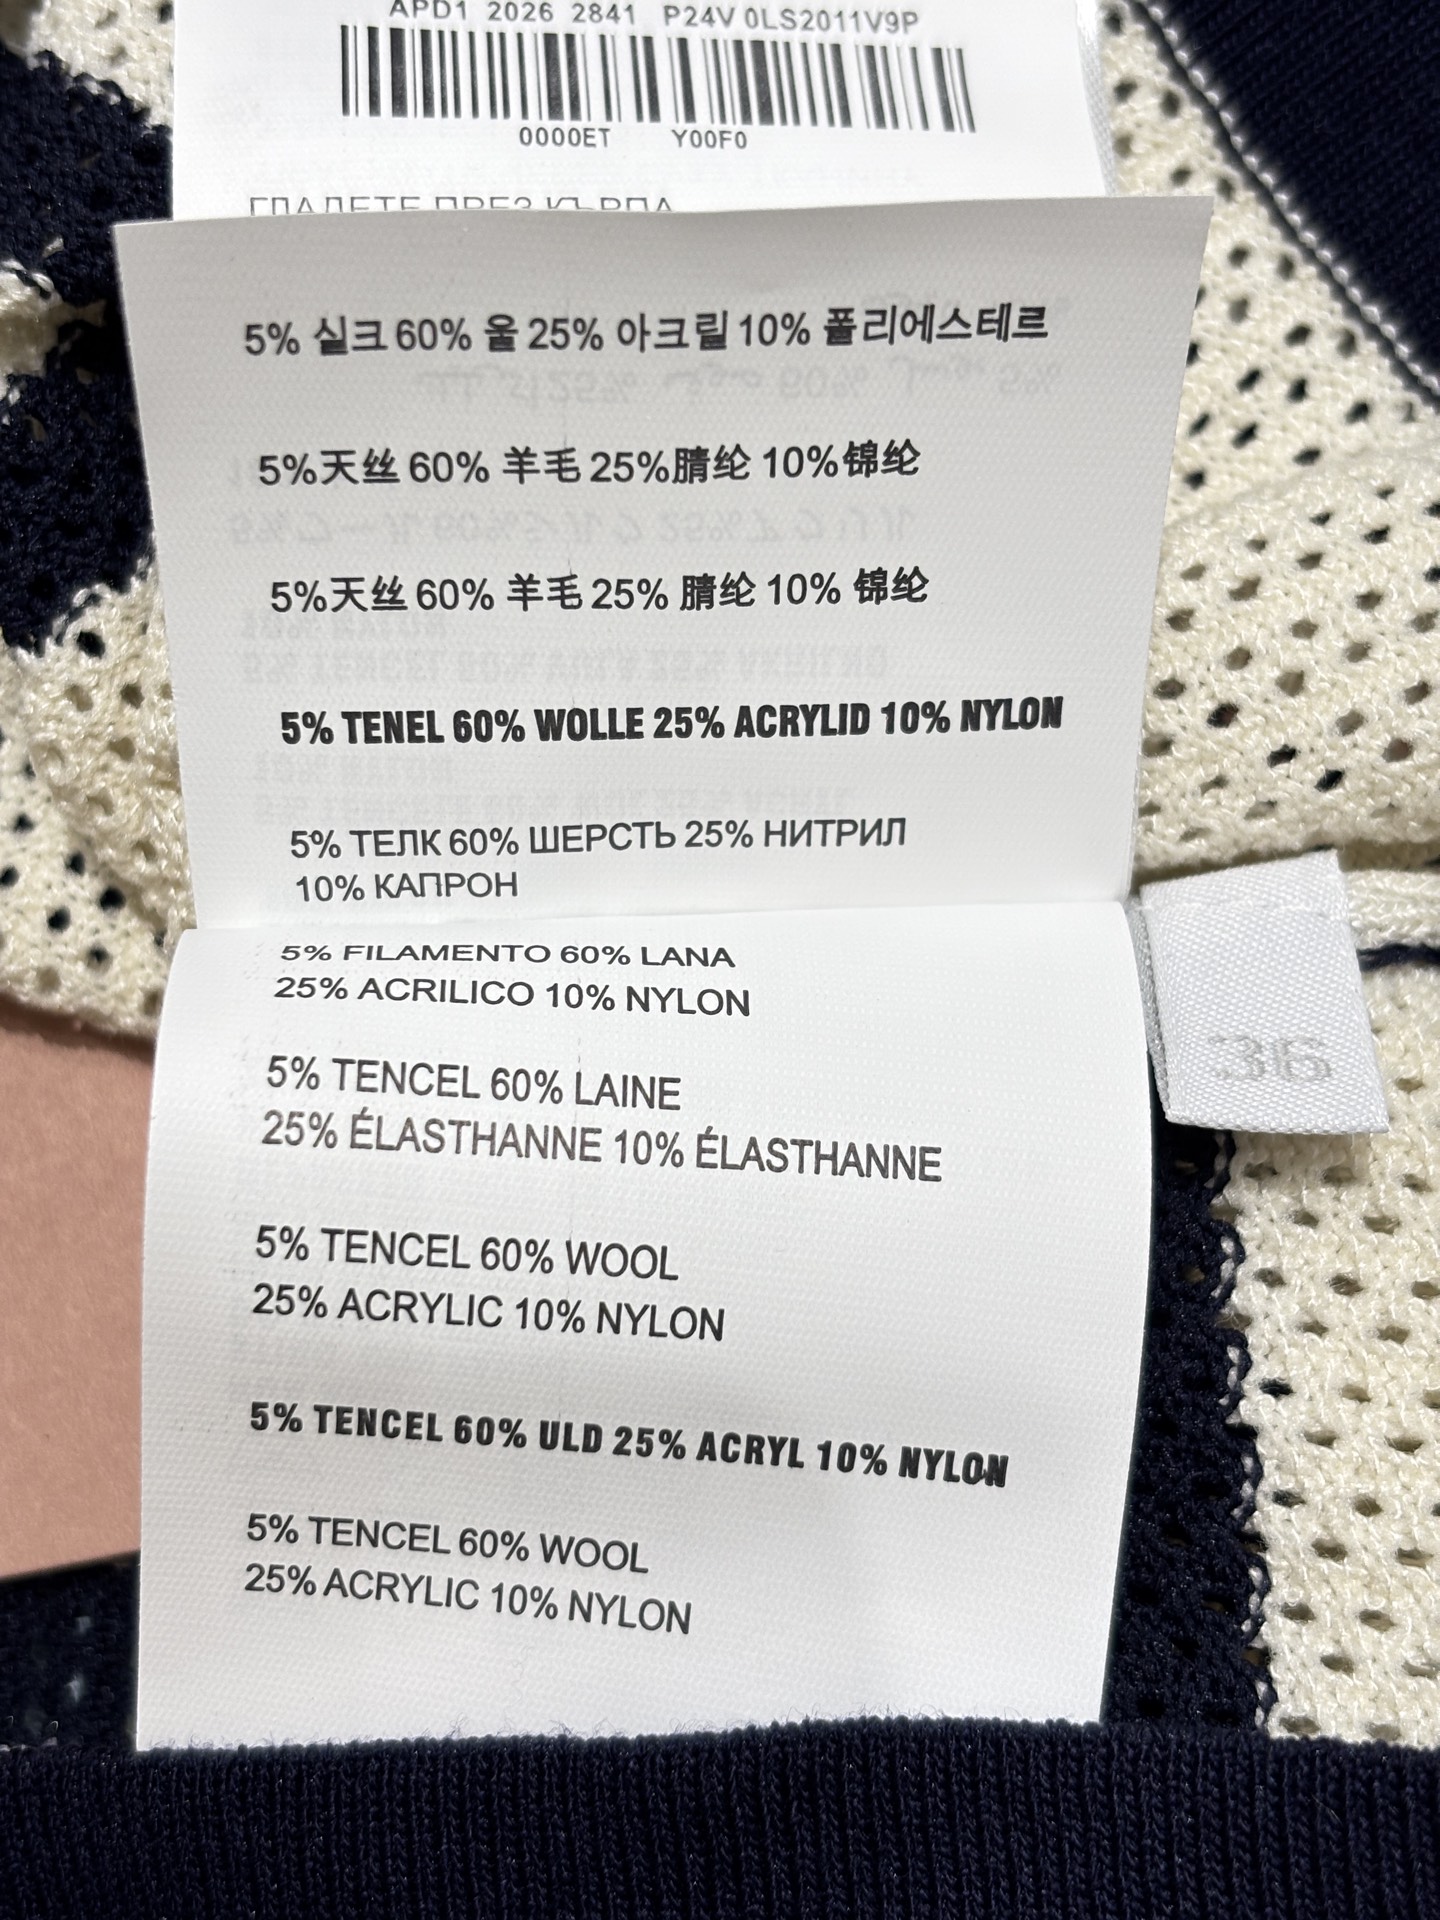 APD1 2026 2841 P24V 0LS2011V9P
0000ET Y00F0
ГЛАДЕТЕ ПРЕЗ КЪРПА
5% 실크 60% 울 25% 아크릴 10% 폴리에스테르
5%天丝 60% 羊毛 25%腈纶 10%锦纶
5%天丝 60% 羊毛 25% 腈纶 10% 锦纶
5% TENEL 60% WOLLE 25% ACRYLID 10% NYLON
5% ТЕЛК 60% ШЕРСТЬ 25% НИТРИЛ
10% КАПРОН
5% FILAMENTO 60% LANA
25% ACRILICO 10% NYLON
5% TENCEL 60% LAINE
25% ÉLASTHANNE 10% ÉLASTHANNE
5% TENCEL 60% WOOL
25% ACRYLIC 10% NYLON
5% TENCEL 60% ULD 25% ACRYL 10% NYLON
5% TENCEL 60% WOOL
25% ACRYLIC 10% NYLON
36